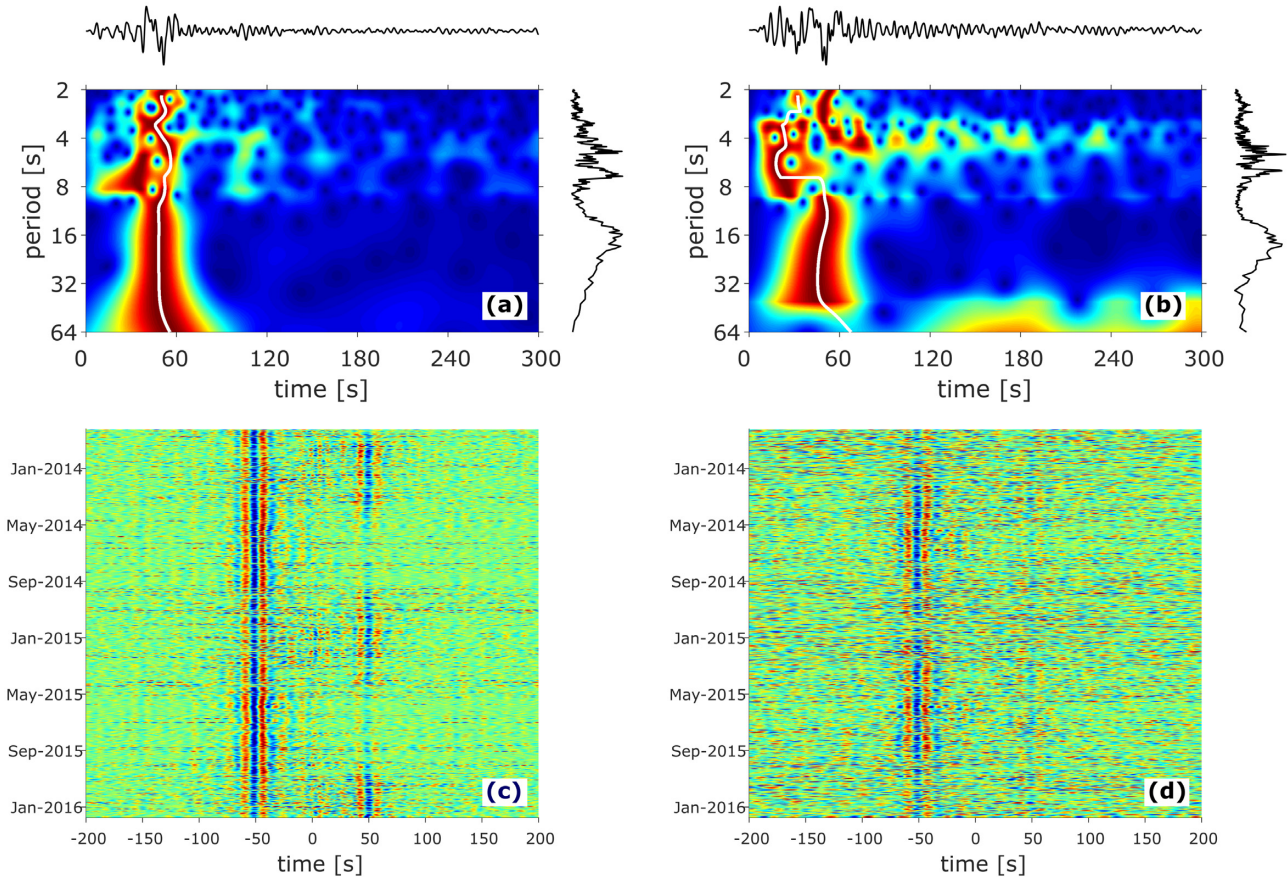 2
4
8
16
32
64
period [s]
0
60
120
180
240
300
time [s]
(a)
2
4
8
16
32
64
period [s]
0
60
120
180
240
300
time [s]
(b)
Jan-2014
May-2014
Sep-2014
Jan-2015
May-2015
Sep-2015
Jan-2016
-200
-150
-100
-50
0
50
100
150
200
time [s]
(c)
Jan-2014
May-2014
Sep-2014
Jan-2015
May-2015
Sep-2015
Jan-2016
-200
-150
-100
-50
0
50
100
150
200
time [s]
(d)